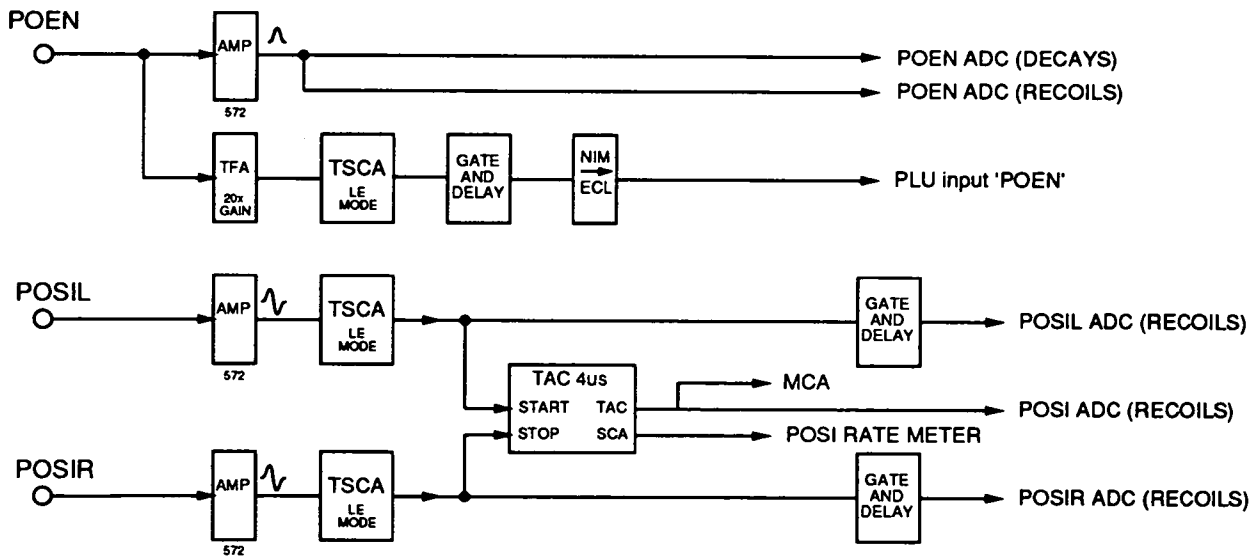 POEN
AMP
572
POEN ADC (DECAYS)
POEN ADC (RECOILS)
TFA
20x
GAIN
TSCA
LE
MODE
GATE
AND
DELAY
NIM
ECL
PLU input 'POEN'
POSIL
AMP
572
TSCA
LE
MODE
GATE
AND
DELAY
POSIL ADC (RECOILS)
TAC 4us
START TAC
STOP SCA
MCA
POSI ADC (RECOILS)
POSI RATE METER
POSIR
AMP
572
TSCA
LE
MODE
GATE
AND
DELAY
POSIR ADC (RECOILS)